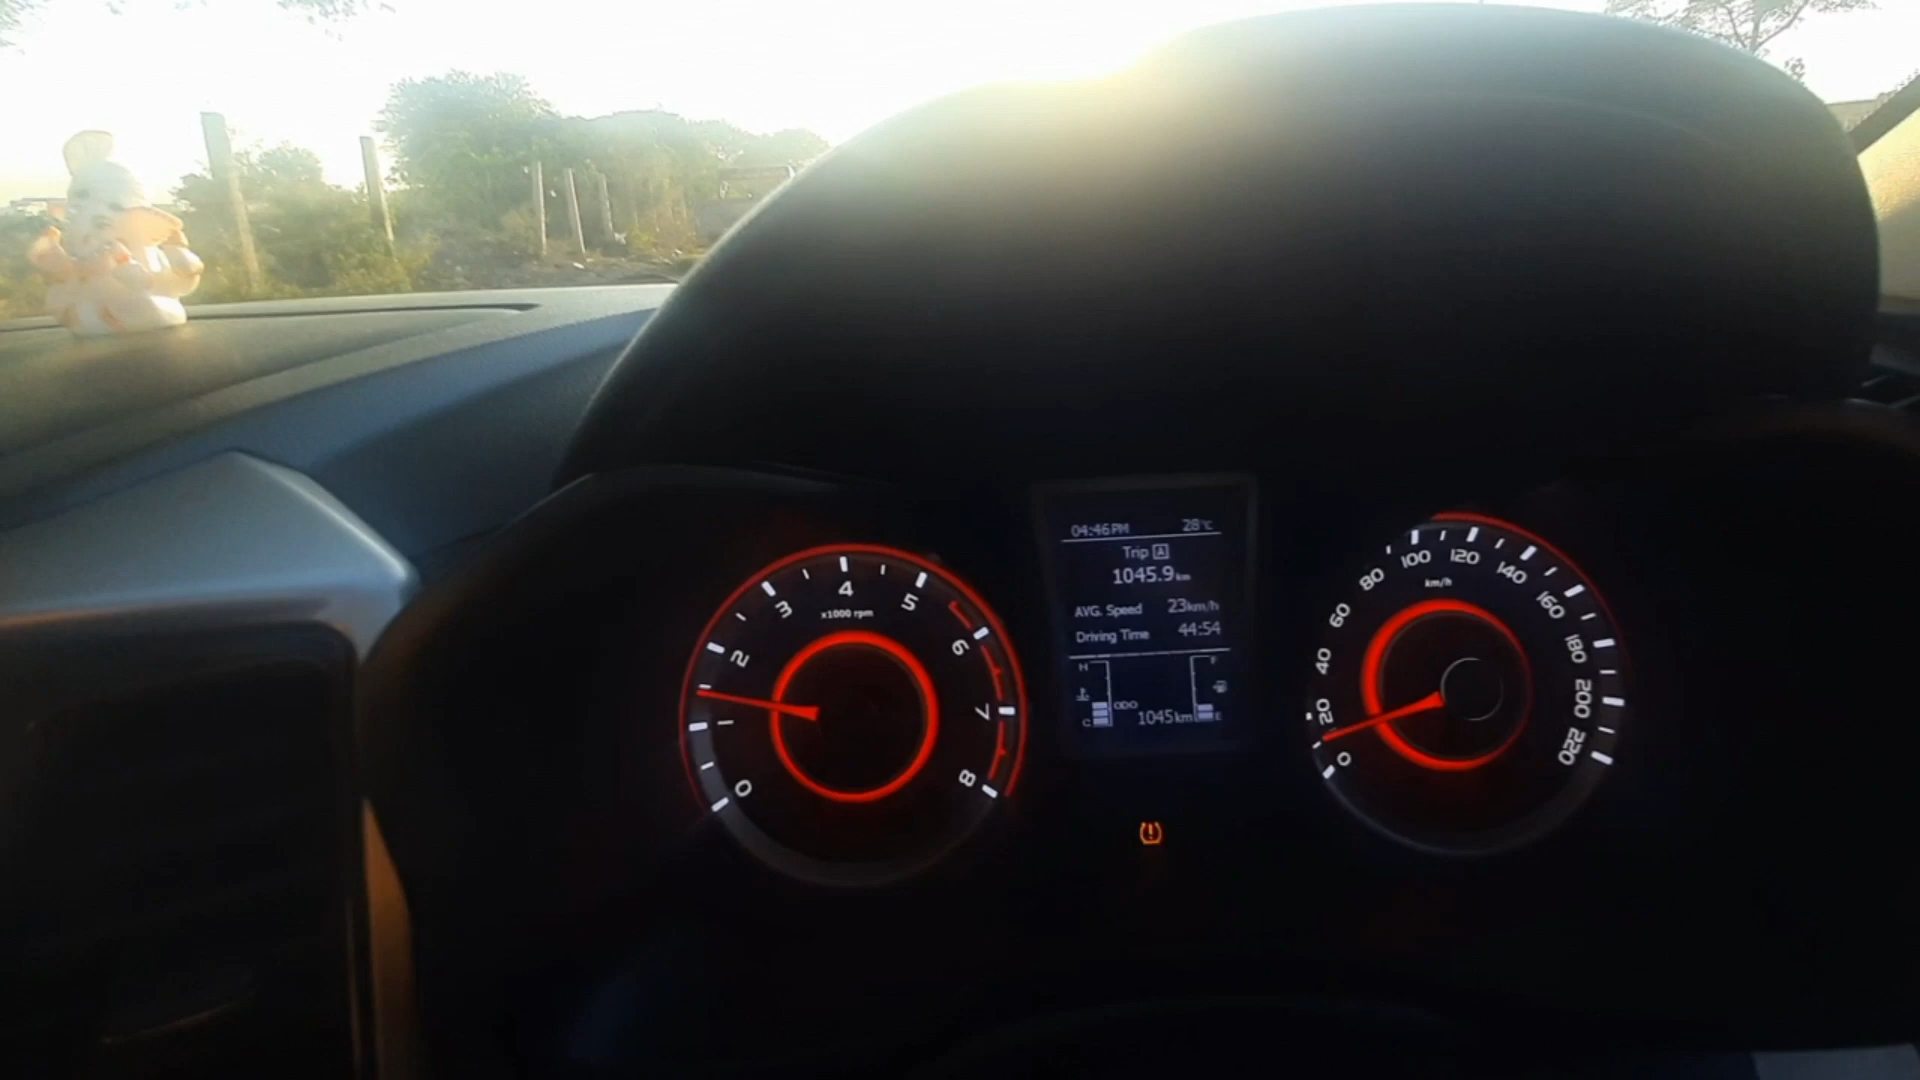 04:46PM 28°C
Trip A
1045.9 km
AVG. Speed 23km/h
Driving Time 44:54
H F
ODO
C 1045km E
0 1 2 3 4 5 6 7 8
x1000 rpm
0 20 40 60 80 100 120 140 160 180 200 220
km/h